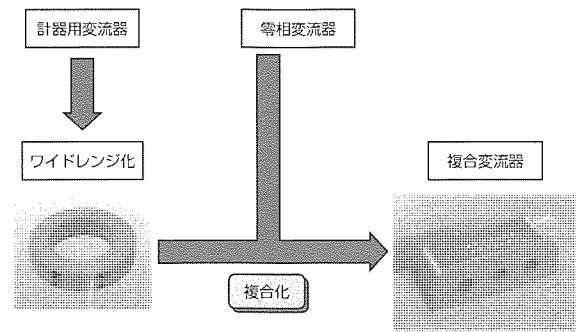 計器用変流器
零相変流器
ワイドレンジ化
複合変流器
複合化